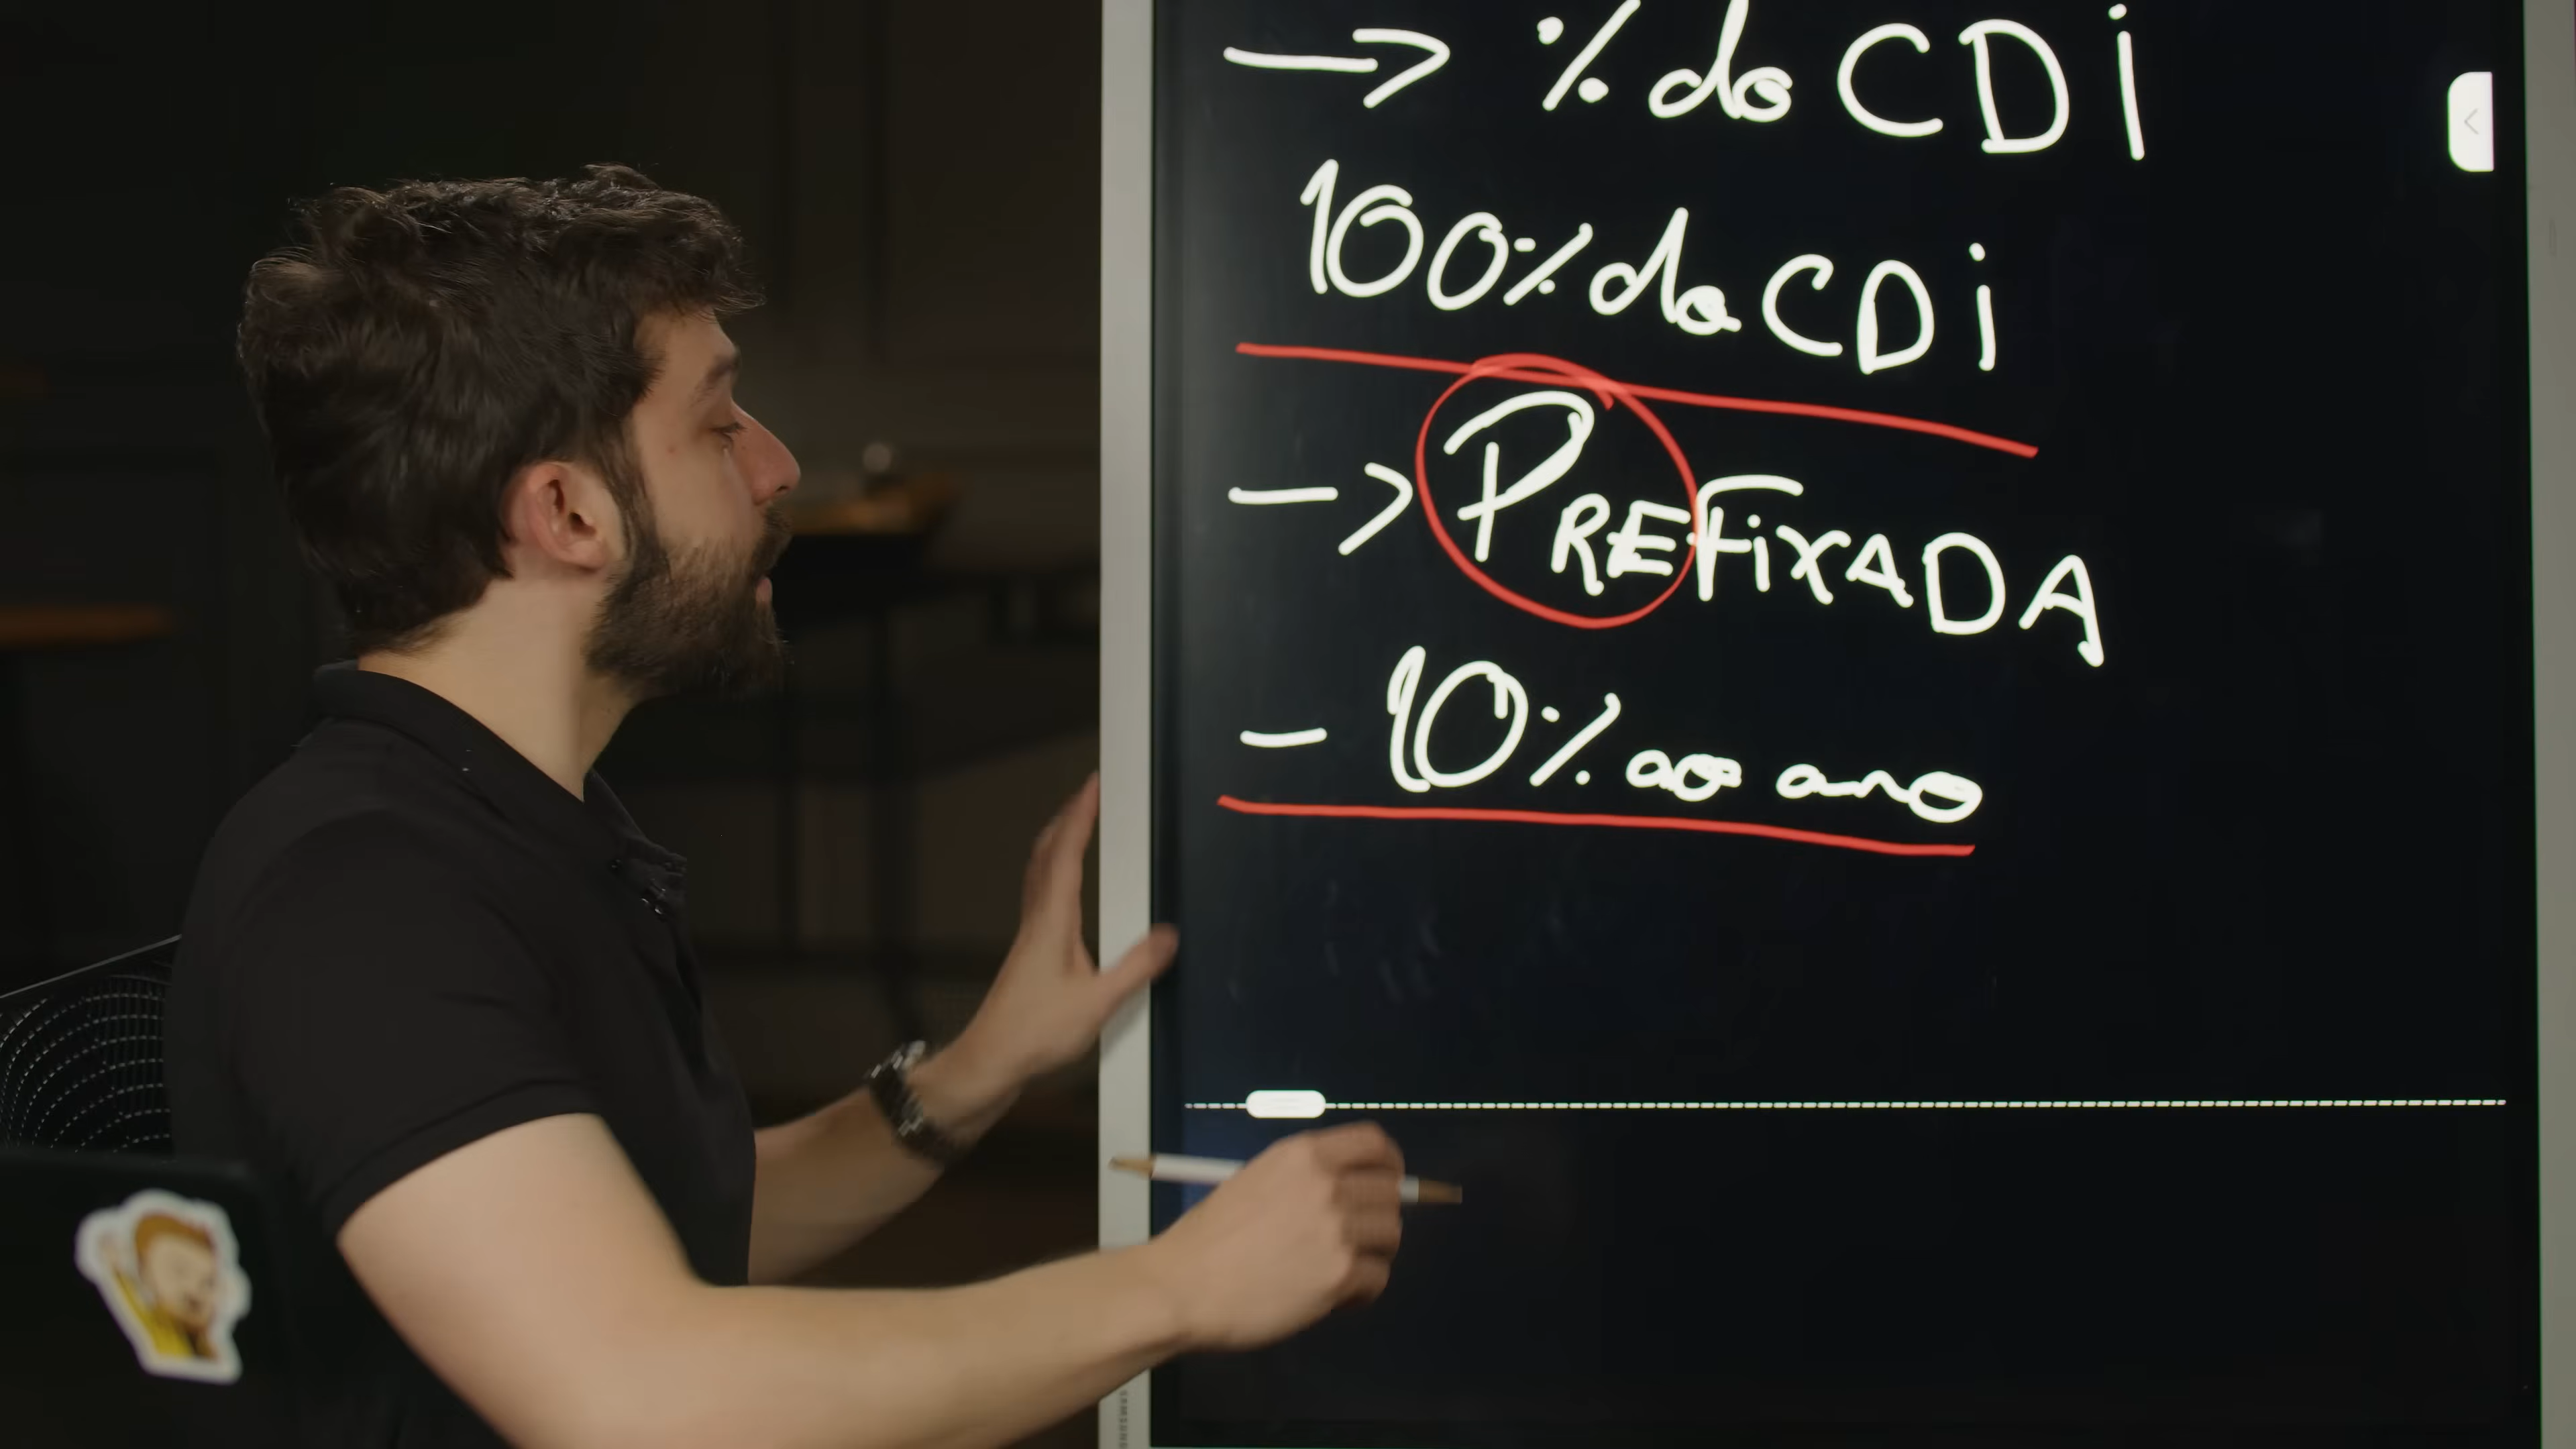 → % do CDI
100% do CDI
→ PREFIXADA
- 10% ao ano